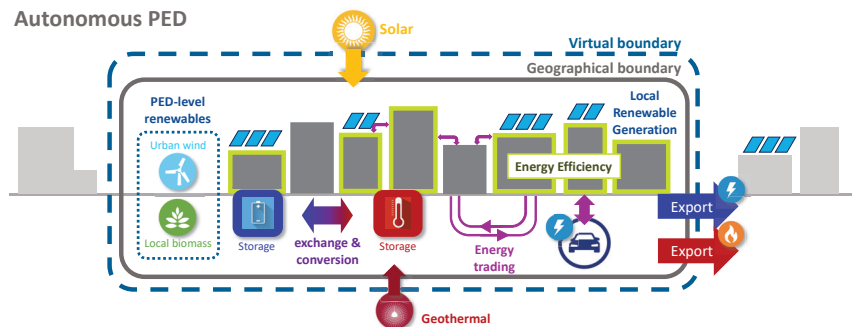 Autonomous PED
Solar
Virtual boundary
Geographical boundary
PED-level
renewables
Local
Renewable
Generation
Urban wind
Energy Efficiency
Local biomass
Storage
exchange &
conversion
Storage
Energy
trading
Export
Export
Geothermal